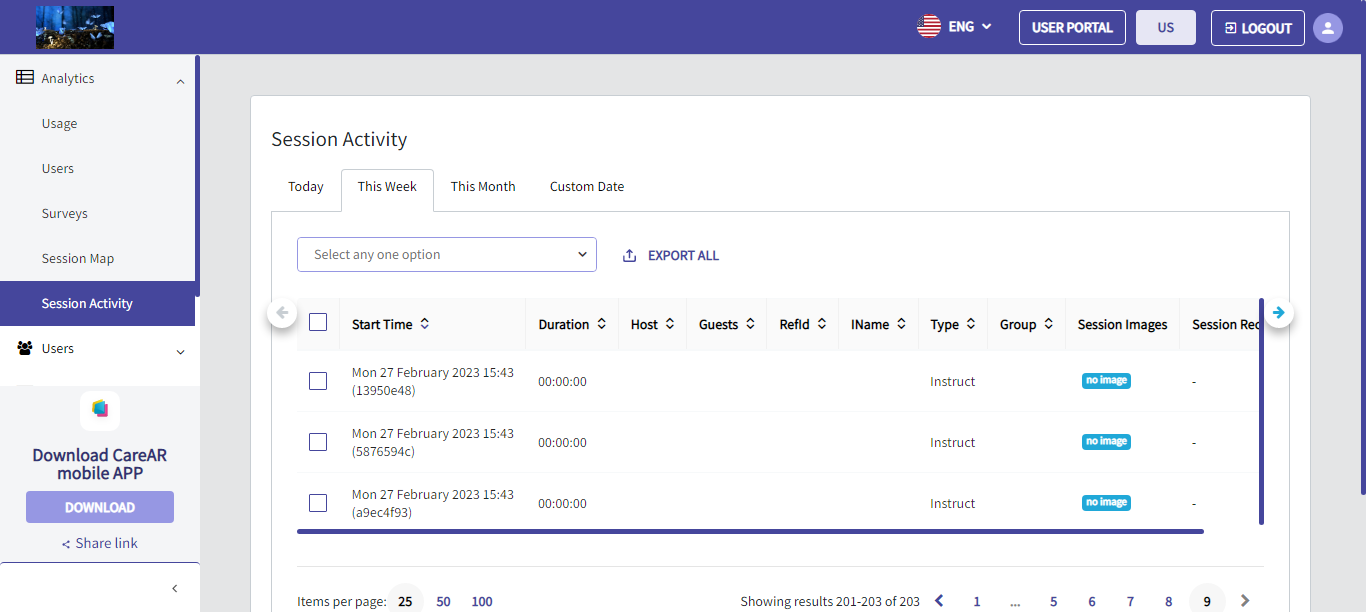 ENG
USER PORTAL
US
LOGOUT
Analytics
Usage
Users
Surveys
Session Map
Session Activity
Users
Download CareAR
mobile APP
DOWNLOAD
Share link
Session Activity
Today This Week This Month Custom Date
Select any one option
EXPORT ALL
Start Time Duration Host Guests RefId IName Type Group Session Images Session Rec
Mon 27 February 2023 15:43
(13950e48)
00:00:00 Instruct no image -
Mon 27 February 2023 15:43
(5876594c)
00:00:00 Instruct no image -
Mon 27 February 2023 15:43
(a9ec4f93)
00:00:00 Instruct no image -
Items per page: 25 50 100
Showing results 201-203 of 203 1 ... 5 6 7 8 9